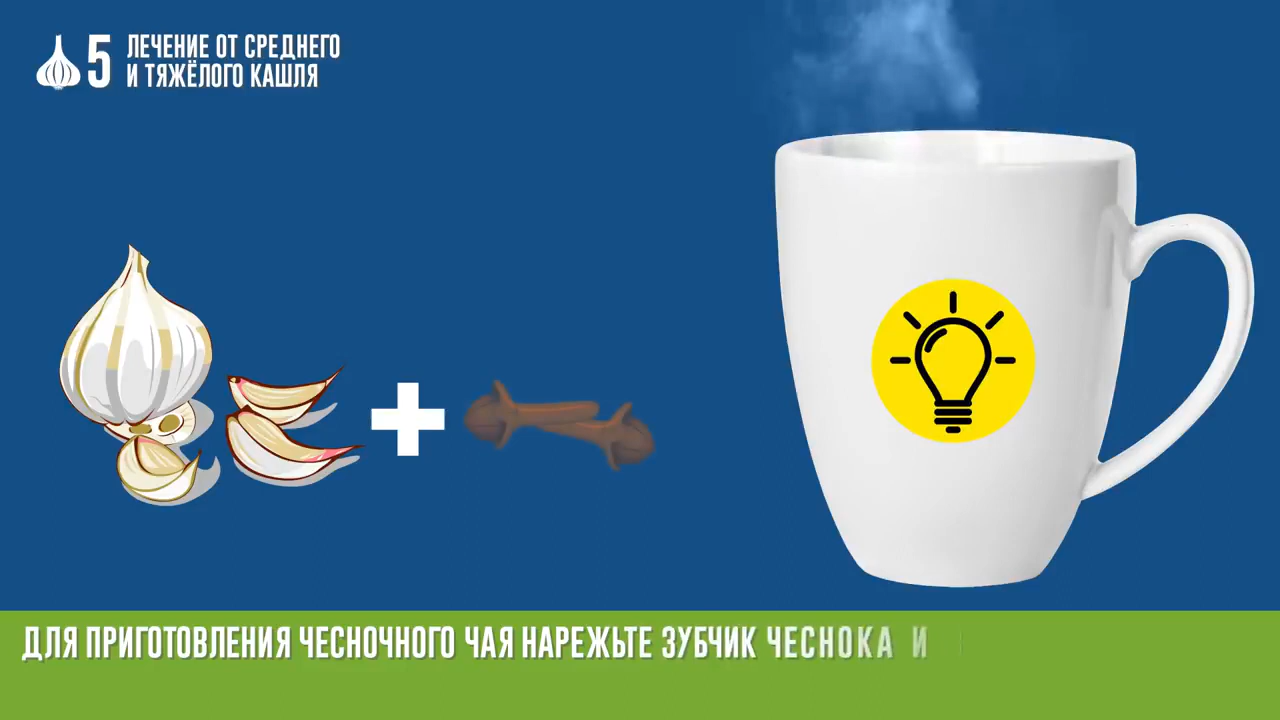 5 ЛЕЧЕНИЕ ОТ СРЕДНЕГО
И ТЯЖЁЛОГО КАШЛЯ
ДЛЯ ПРИГОТОВЛЕНИЯ ЧЕСНОЧНОГО ЧАЯ НАРЕЖЬТЕ ЗУБЧИК ЧЕСНОКА И